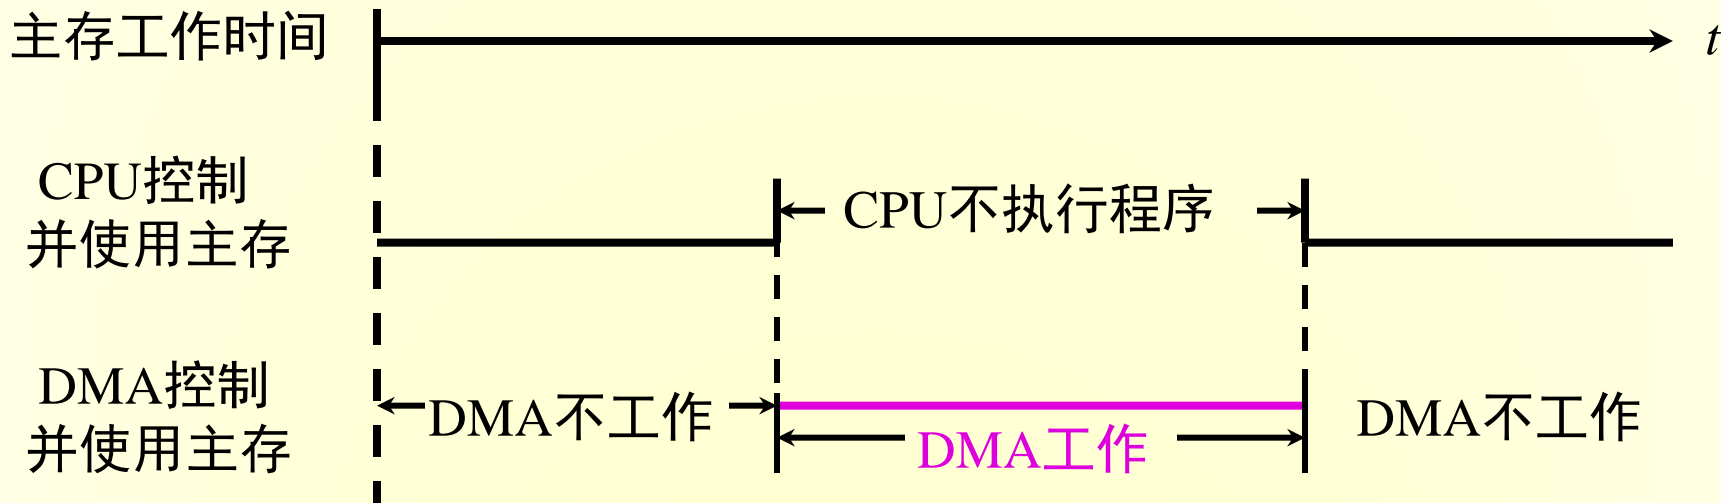 主存工作时间
t
CPU控制
并使用主存
CPU不执行程序
DMA控制
并使用主存
DMA不工作
DMA工作
DMA不工作